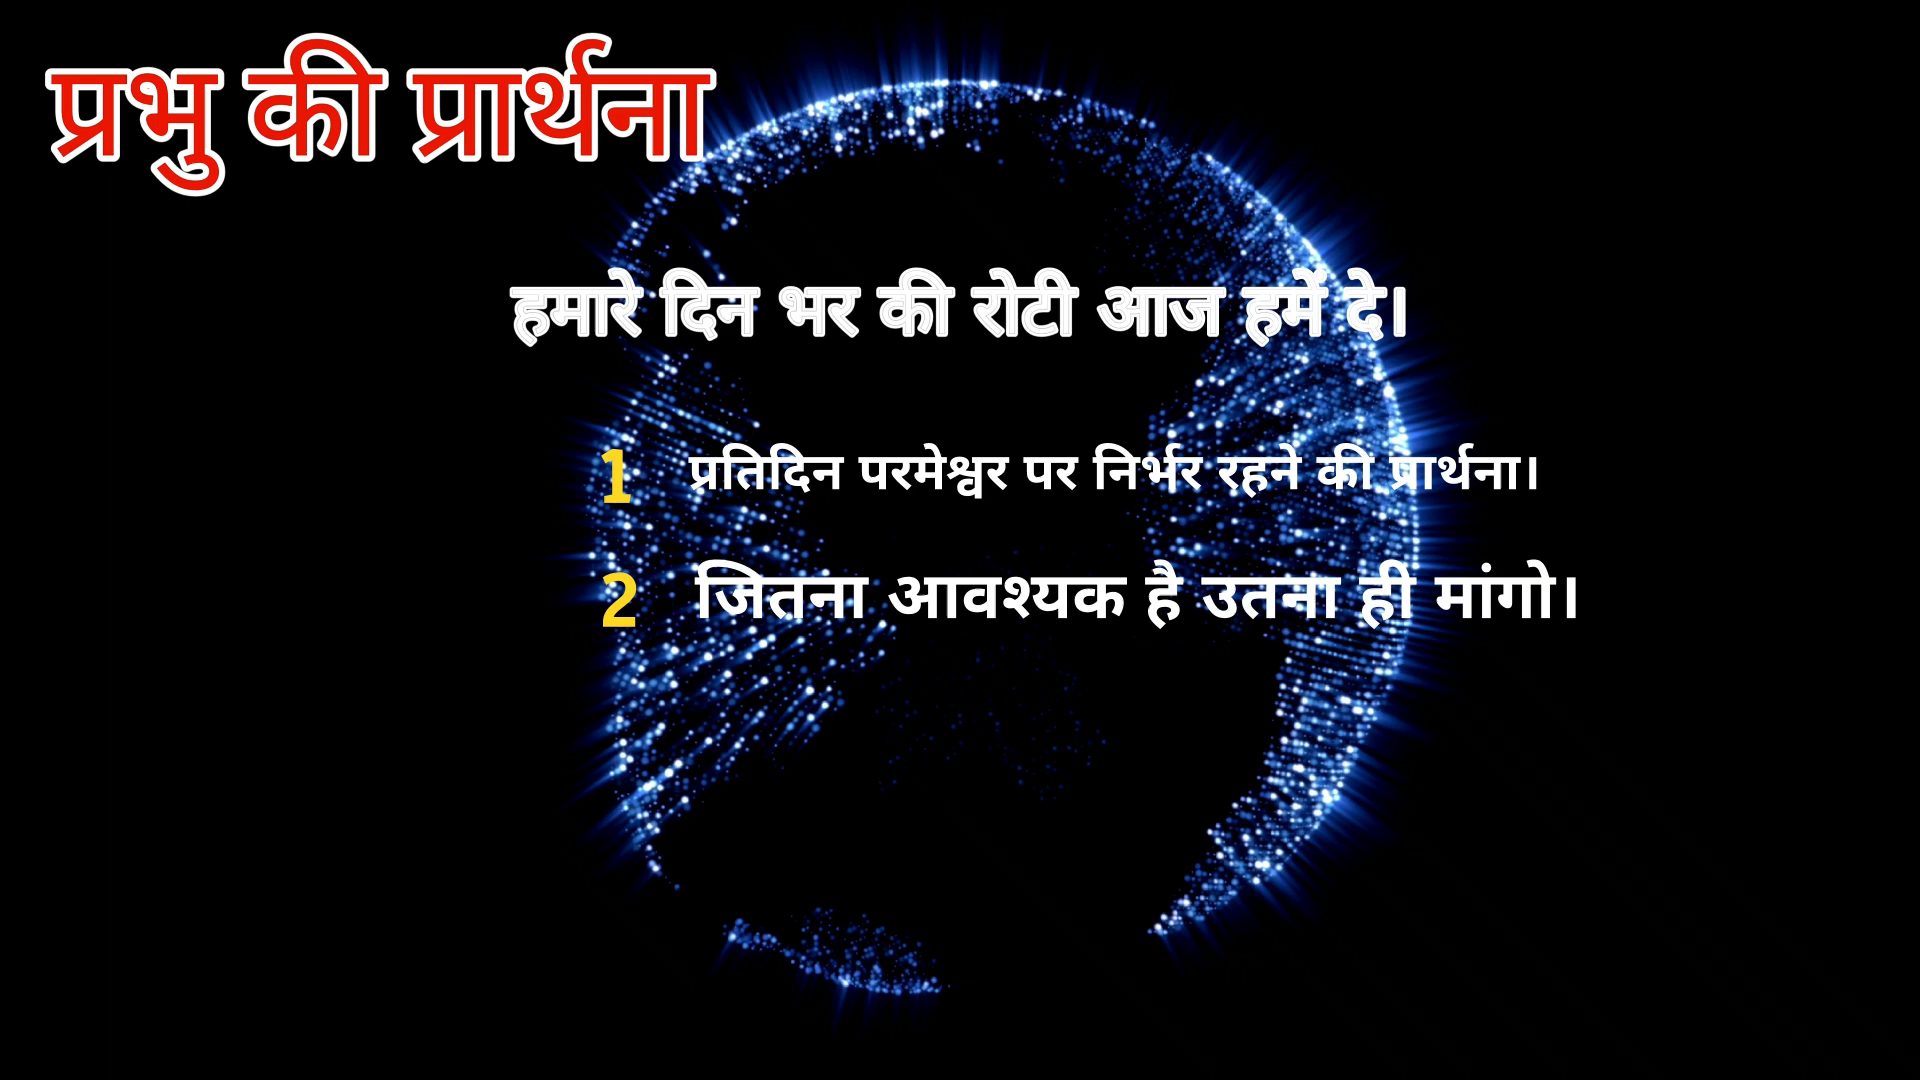 प्रभु की प्रार्थना
हमारे दिन भर की रोटी आज हमें दे।
1 प्रतिदिन परमेश्वर पर निर्भर रहने की प्रार्थना।
2 जितना आवश्यक है उतना ही मांगो।